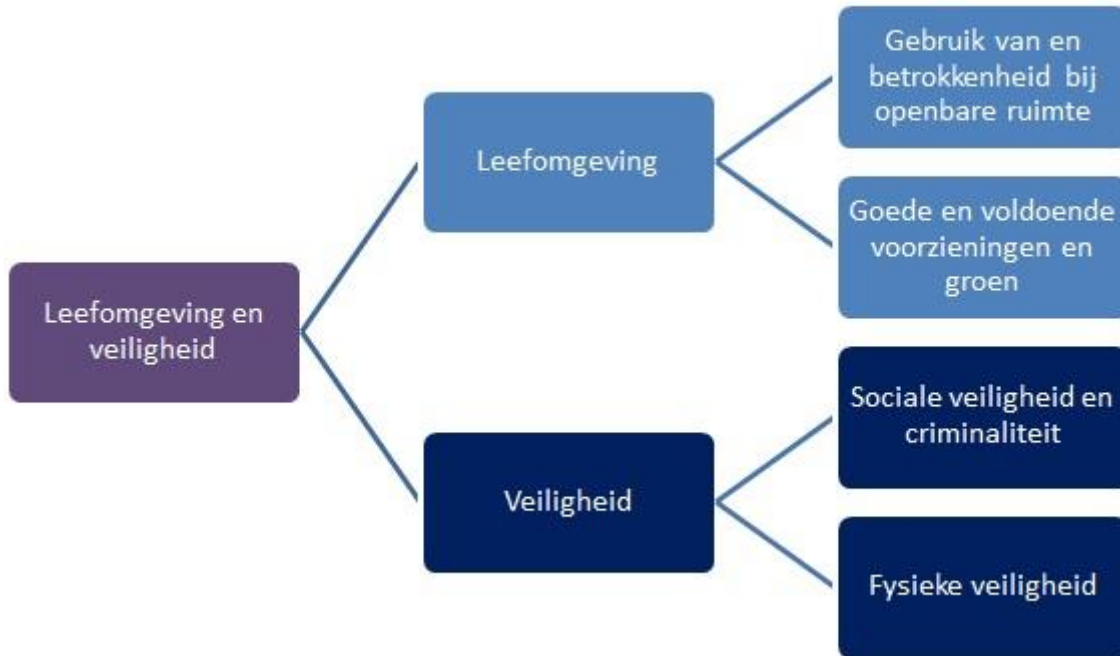 Gebruik van en
betrokkenheid bij
openbare ruimte
Leefomgeving
Goede en voldoende
voorzieningen en
groen
Leefomgeving en
veiligheid
Sociale veiligheid en
criminaliteit
Veiligheid
Fysieke veiligheid